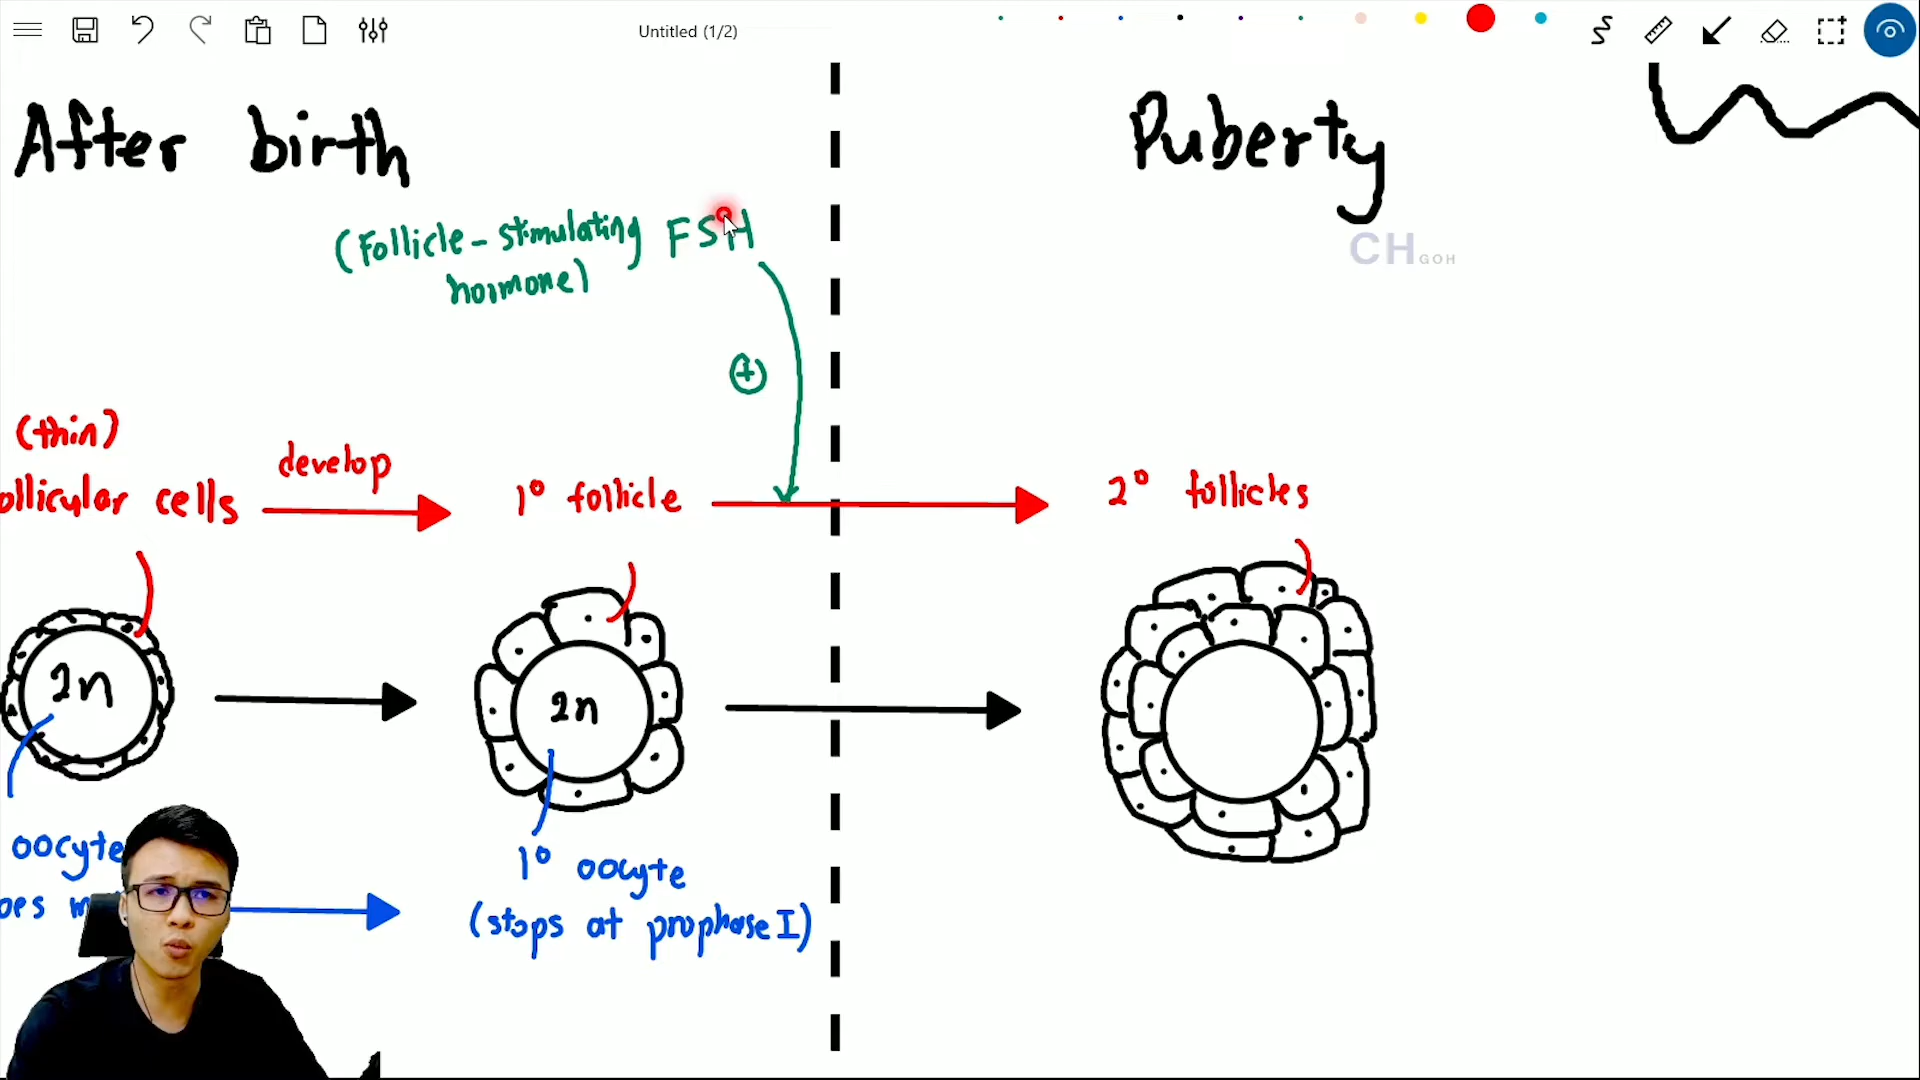 Untitled (1/2)
After birth
Puberty
(Follicle-stimulating FSH
hormone)
CH GOH
+
(thin)
ollicular cells
develop
1° follicle
2° follicles
2n
2n
oocyte
1° oocyte
(stops at prophase I)